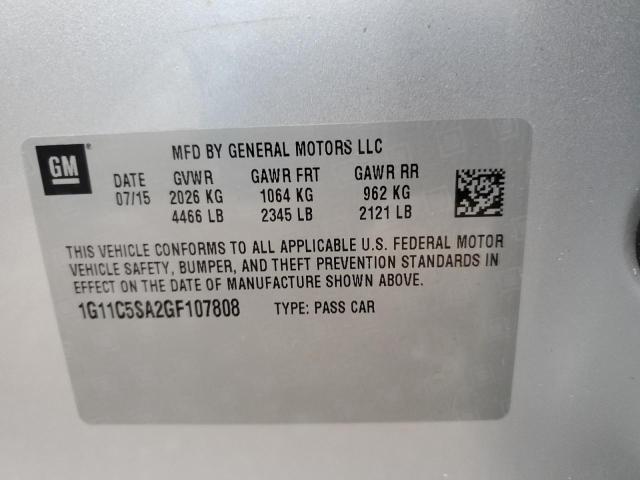 GM ® MFD BY GENERAL MOTORS LLC
DATE GVWR GAWR FRT GAWR RR
07/15 2026 KG 1064 KG 962 KG
4466 LB 2345 LB 2121 LB
THIS VEHICLE CONFORMS TO ALL APPLICABLE U.S. FEDERAL MOTOR
VEHICLE SAFETY, BUMPER, AND THEFT PREVENTION STANDARDS IN
EFFECT ON THE DATE OF MANUFACTURE SHOWN ABOVE.
1G11C5SA2GF107808 TYPE: PASS CAR